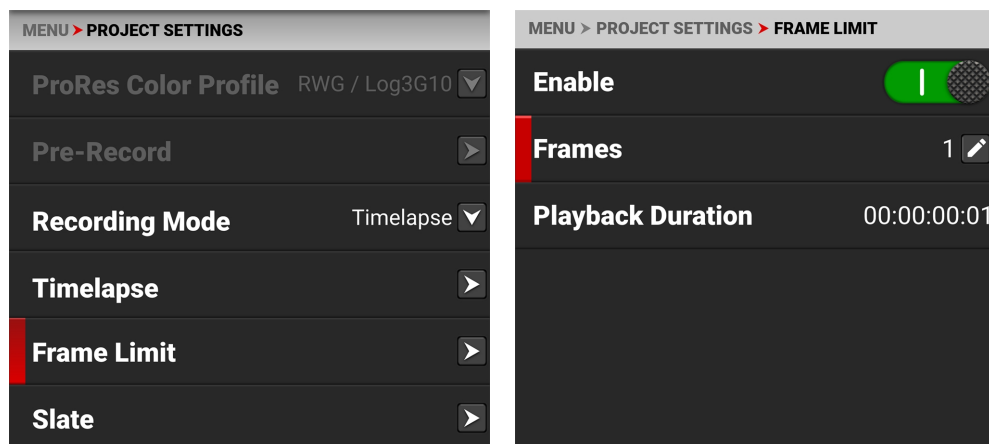 MENU > PROJECT SETTINGS
ProRes Color Profile RWG / Log3G10
Pre-Record
Recording Mode Timelapse
Timelapse
Frame Limit
Slate
MENU > PROJECT SETTINGS > FRAME LIMIT
Enable
Frames 1
Playback Duration 00:00:00:01